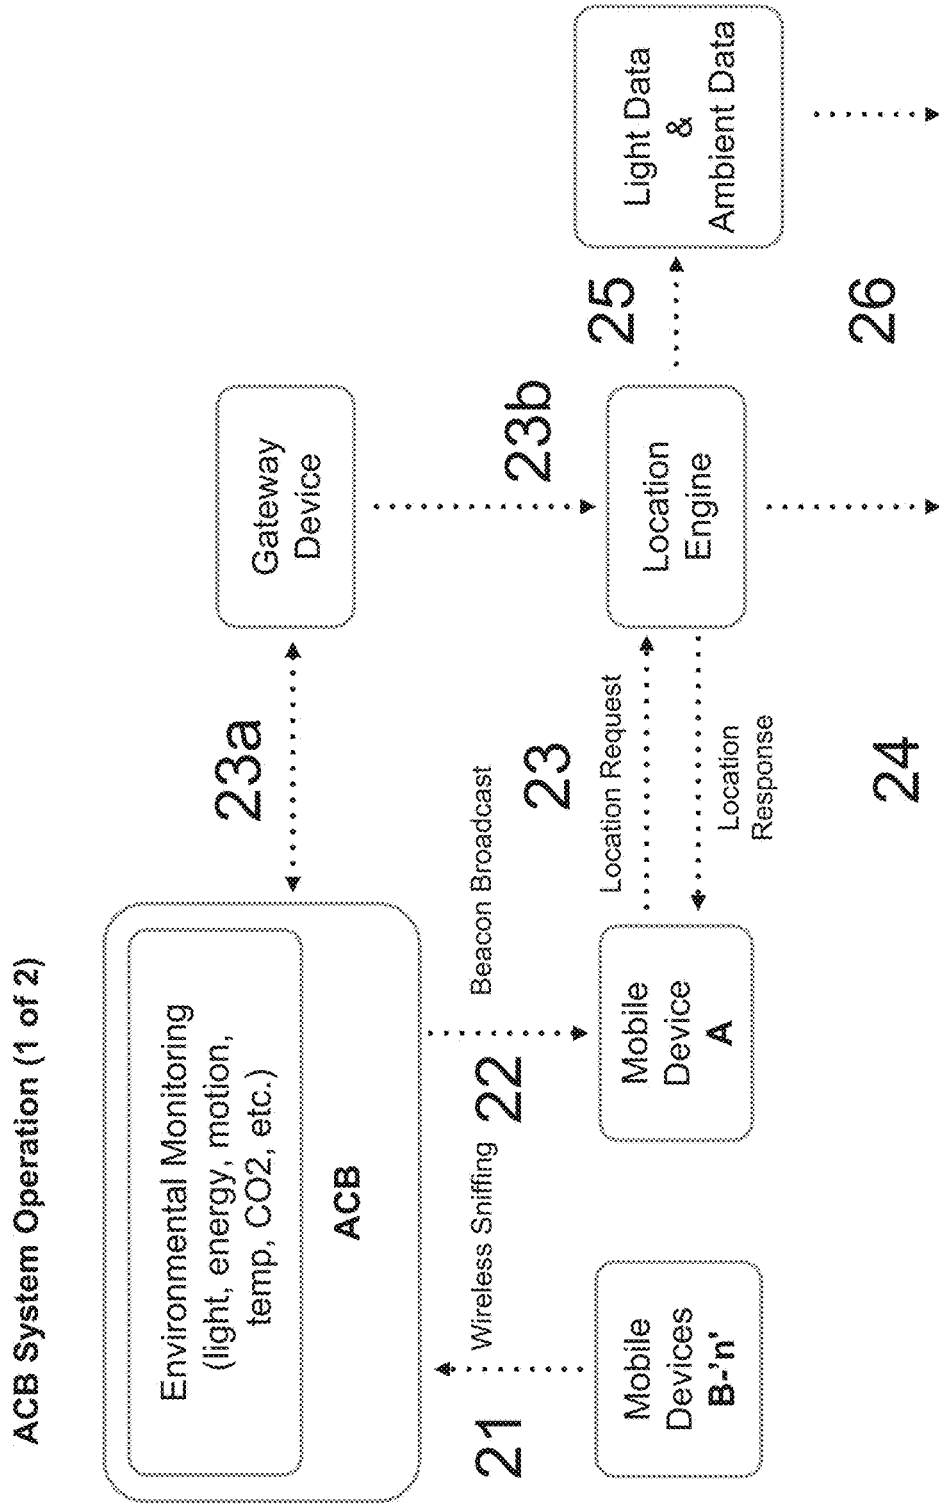 ACB System Operation (1 of 2)
Environmental Monitoring
(light, energy, motion,
temp, CO2, etc.)
ACB
23a
Gateway
Device
21
Wireless Sniffing
22
Beacon Broadcast
23
23b
25
Mobile
Devices
B-'n'
Mobile
Device
A
Location Request
Location
Response
Location
Engine
Light Data
&
Ambient Data
24
26